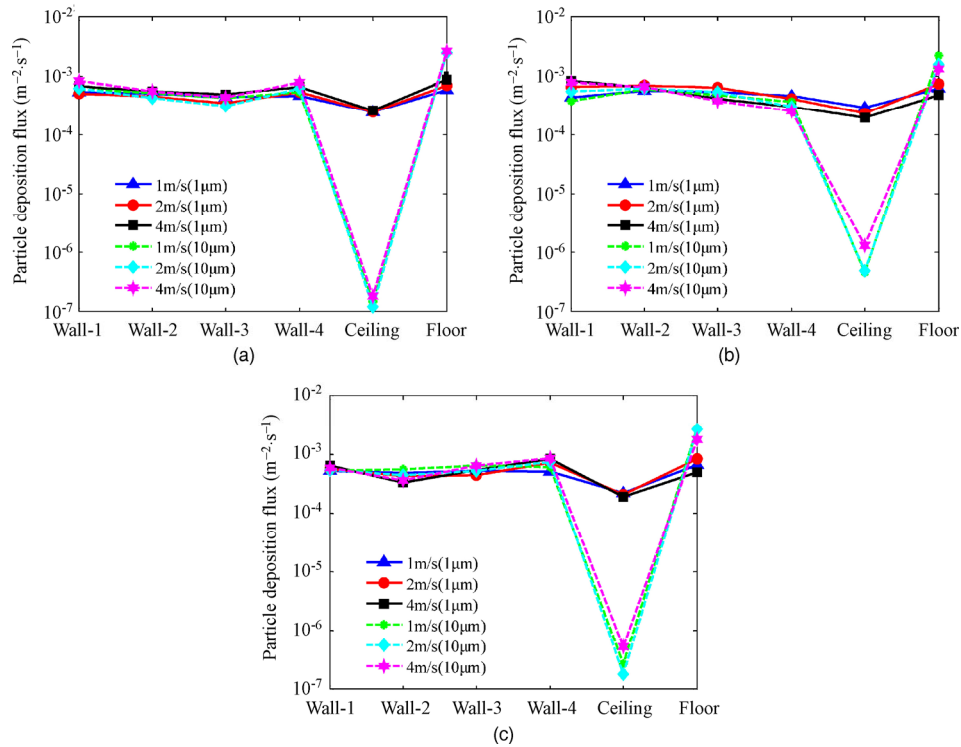 10⁻²
10⁻³
10⁻⁴
10⁻⁵
10⁻⁶
10⁻⁷
Particle deposition flux (m⁻²·s⁻¹)
1m/s(1μm)
2m/s(1μm)
4m/s(1μm)
1m/s(10μm)
2m/s(10μm)
4m/s(10μm)
Wall-1 Wall-2 Wall-3 Wall-4 Ceiling Floor
(a)
10⁻²
10⁻³
10⁻⁴
10⁻⁵
10⁻⁶
10⁻⁷
Particle deposition flux (m⁻²·s⁻¹)
1m/s(1μm)
2m/s(1μm)
4m/s(1μm)
1m/s(10μm)
2m/s(10μm)
4m/s(10μm)
Wall-1 Wall-2 Wall-3 Wall-4 Ceiling Floor
(b)
10⁻²
10⁻³
10⁻⁴
10⁻⁵
10⁻⁶
10⁻⁷
Particle deposition flux (m⁻²·s⁻¹)
1m/s(1μm)
2m/s(1μm)
4m/s(1μm)
1m/s(10μm)
2m/s(10μm)
4m/s(10μm)
Wall-1 Wall-2 Wall-3 Wall-4 Ceiling Floor
(c)